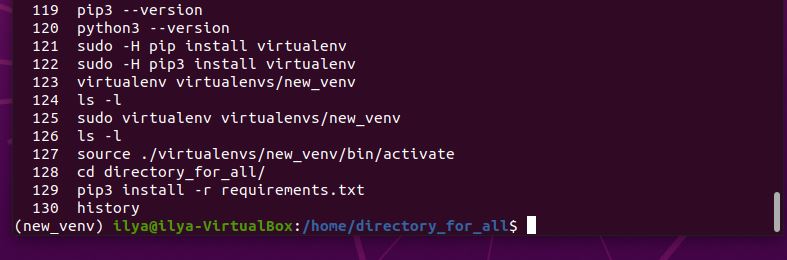 119 pip3 --version
120 python3 --version
121 sudo -H pip install virtualenv
122 sudo -H pip3 install virtualenv
123 virtualenv virtualenvs/new_venv
124 ls -l
125 sudo virtualenv virtualenvs/new_venv
126 ls -l
127 source ./virtualenvs/new_venv/bin/activate
128 cd directory_for_all/
129 pip3 install -r requirements.txt
130 history
(new_venv) ilya@ilya-VirtualBox:/home/directory_for_all$